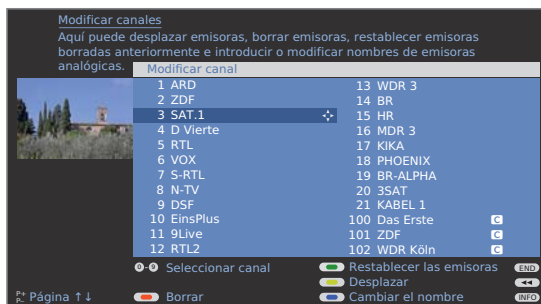 Modificar canales
Aquí puede desplazar emisoras, borrar emisoras, restablecer emisoras
borradas anteriormente e introducir o modificar nombres de emisoras
analógicas.
Modificar canal
1 ARD
2 ZDF
3 SAT.1
4 D Vierte
5 RTL
6 VOX
7 S-RTL
8 N-TV
9 DSF
10 EinsPlus
11 9Live
12 RTL2
13 WDR 3
14 BR
15 HR
16 MDR 3
17 KIKA
18 PHOENIX
19 BR-ALPHA
20 3SAT
21 KABEL 1
100 Das Erste C
101 ZDF C
102 WDR Köln C
0-9 Seleccionar canal
Restablecer las emisoras END
Desplazar
P+ P- Página ↑↓
Borrar
Cambiar el nombre INFO